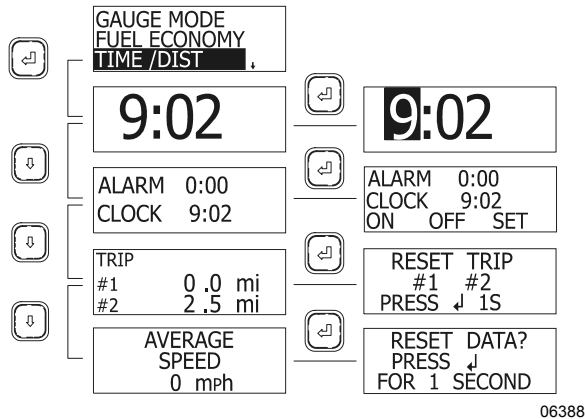 GAUGE MODE
FUEL ECONOMY
TIME /DIST ↓
9:02
9:02
ALARM 0:00
CLOCK 9:02
ALARM 0:00
CLOCK 9:02
ON OFF SET
TRIP
#1 0.0 mi
#2 2.5 mi
RESET TRIP
#1 #2
PRESS ↲ 1S
AVERAGE
SPEED
0 mph
RESET DATA?
PRESS ↲
FOR 1 SECOND
06388